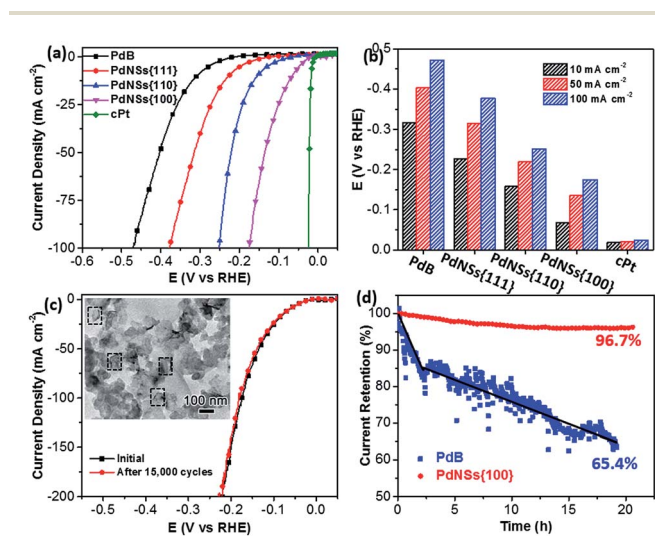 (a)
PdB
PdNSs{111}
PdNSs{110}
PdNSs{100}
cPt
0
-25
-50
-75
-100
Current Density (mA cm⁻²)
-0.6 -0.5 -0.4 -0.3 -0.2 -0.1 0.0
E (V vs RHE)
(b)
10 mA cm⁻²
50 mA cm⁻²
100 mA cm⁻²
-0.5
-0.4
-0.3
-0.2
-0.1
0.0
E (V vs RHE)
PdB PdNSs{111} PdNSs{110} PdNSs{100} cPt
(c)
100 nm
Initial
After 15,000 cycles
0
-50
-100
-150
-200
Current Density (mA cm⁻²)
-0.5 -0.4 -0.3 -0.2 -0.1 0.0
E (V vs RHE)
(d)
96.7%
65.4%
PdB
PdNSs{100}
100
90
80
70
60
50
Current Retention (%)
0 5 10 15 20
Time (h)